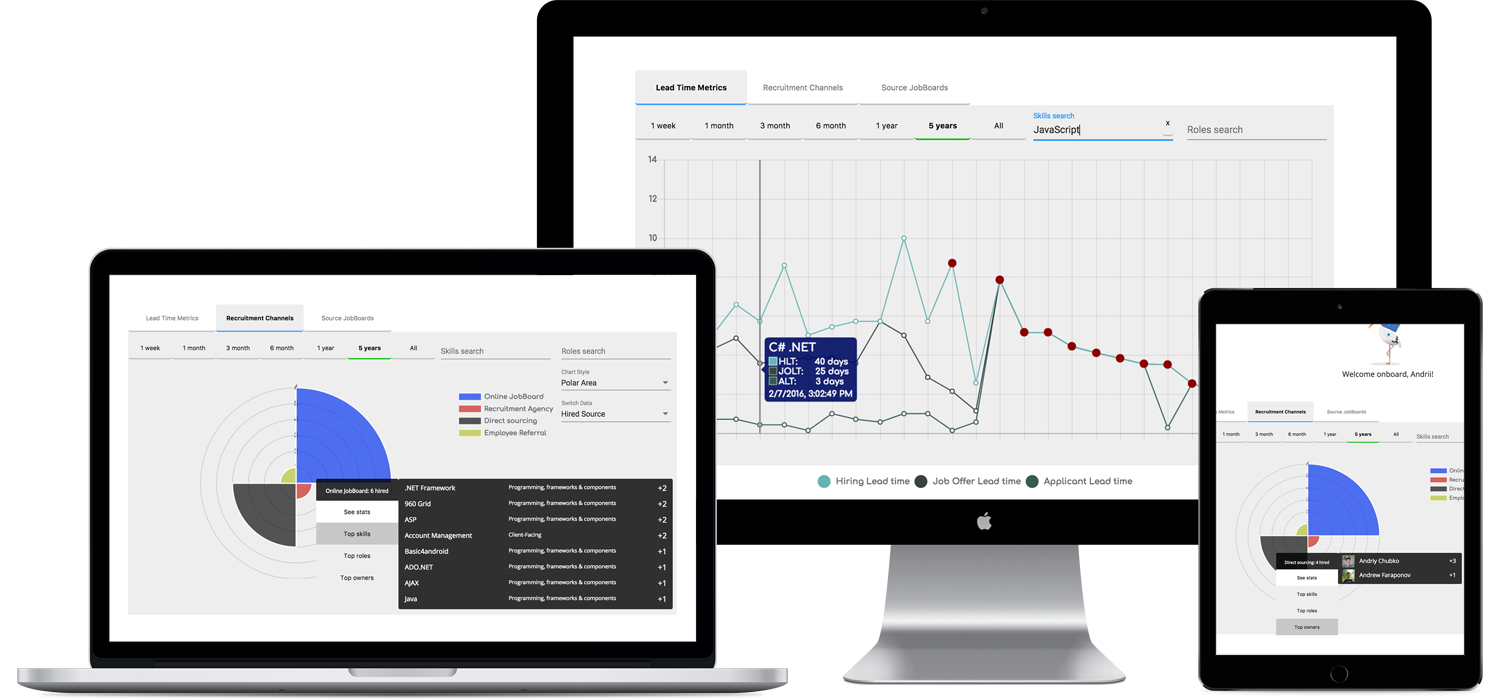 Lead Time Metrics Recruitment Channels Source JobBoards
1 week 1 month 3 month 6 month 1 year 5 years All
Skills search
JavaScript
x
Roles search
14
12
10
C# .NET
HLT: 40 days
JOLT: 25 days
ALT: 3 days
2/7/2016, 3:02:49 PM
Hiring Lead time Job Offer Lead time Applicant Lead time
Lead Time Metrics Recruitment Channels Source JobBoards
1 week 1 month 3 month 6 month 1 year 5 years All Skills search Roles search
Chart Style
Polar Area
Switch Data
Hired Source
Online JobBoard
Recruitment Agency
Direct sourcing
Employee Referral
Online JobBoard: 6 hired
See stats
Top skills
Top roles
Top owners
.NET Framework Programming, frameworks & components +2
960 Grid Programming, frameworks & components +2
ASP Programming, frameworks & components +2
Account Management Client-Facing +2
Basic4android Programming, frameworks & components +1
ADO.NET Programming, frameworks & components +1
AJAX Programming, frameworks & components +1
Java Programming, frameworks & components +1
Welcome onboard, Andrii!
Metrics Recruitment Channels Source JobBoards
1 month 3 month 6 month 1 year 5 years All Skills search
Onlin
Recru
Direc
Emplo
Direct sourcing: 4 hired
See stats
Top skills
Top roles
Top owners
Andriy Chubko +3
Andrew Faraponov +1